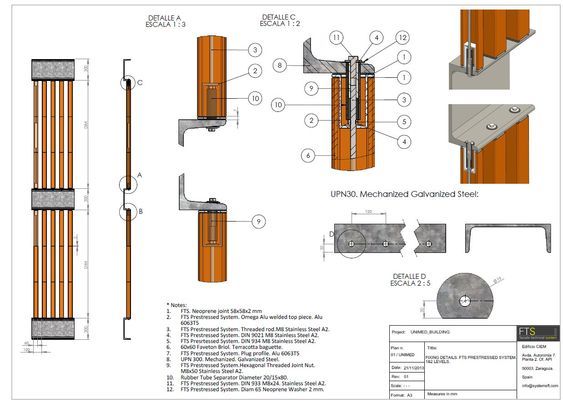 DETALLE A
ESCALA 1 : 3
DETALLE C
ESCALA 1 : 2
11
4
12
3
8
1
2
9
1
10
10
3
2
4
6
C
A
B
9
UPN30. Mechanized Galvanized Steel:
120
D
DETALLE D
ESCALA 2 : 5
* Notes:
1. FTS. Neoprene joint 58x58x2 mm
2. FTS Prestressed System. Omega Alu welded top piece. Alu 6063T5
3. FTS Prestressed System. Threaded rod M8 Stainless Steel A2.
4. FTS Prestressed System. DIN 9021 M8 Stainless Steel A2.
5. FTS Prestressed System. DIN 934 M8 Stainless Steel A2.
6. 60x60 Faveton Briol. Terracotta baguette.
7. FTS Prestressed System. Plug profile. Alu 6063T5
8. UPN 300. Mechanized. Galvanized Steel.
9. FTS Prestressed System.Hexagonal Threaded Joint Nut. M8x50 Stainless Steel A2.
10. Rubber Tube Separator Diameter 20/15x80.
11. FTS Prestressed System. DIN 933 M8x24. Stainless Steel A2.
12. FTS Prestressed System. Diam 65 Neoprene Washer 2 mm.
Project: UNIMED_BUILDING
Plan n
01 / UNIMED
Titele:
FIXING DETAILS. FTS PRESTRESSED SYSTEM.
1&2 LEVELS.
Date: 21/11/2013
Rev: 01
Scale: - - -
Format: A3
Measures in mm
FTS
Edificio CIEM
Avda. Autonomía 7.
Planta 2. Of. A01
50003, Zaragoza.
Spain